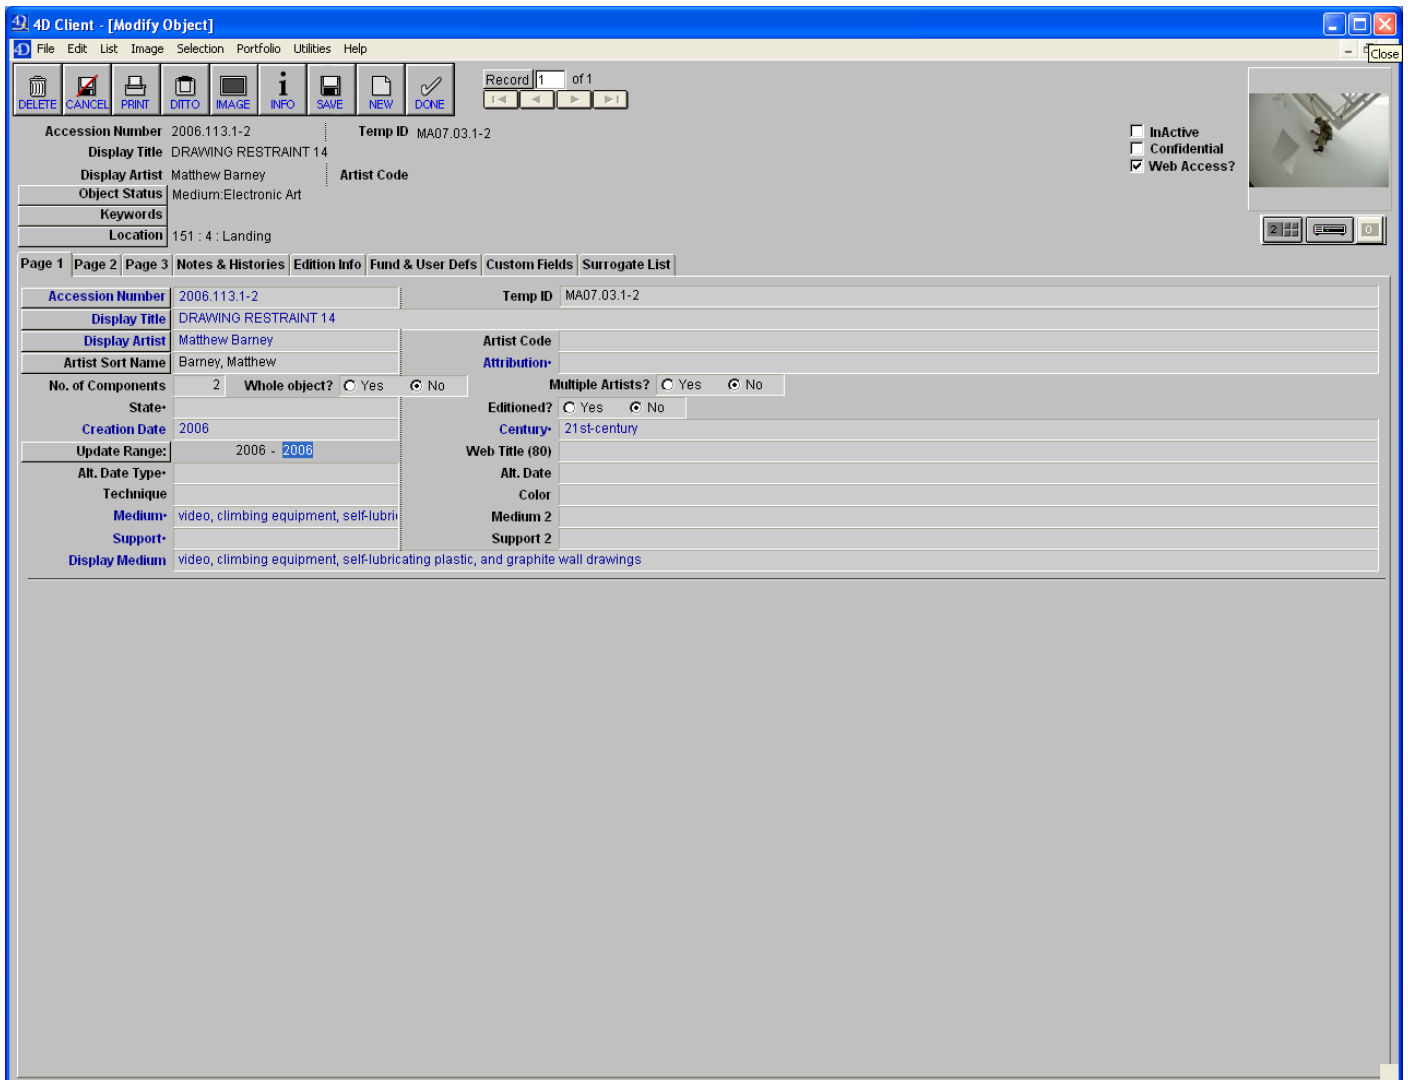 4D Client - [Modify Object]
File Edit List Image Selection Portfolio Utilities Help
Close
DELETE CANCEL PRINT DITTO IMAGE INFO SAVE NEW DONE
Record 1 of 1
Accession Number 2006.113.1-2 Temp ID MA07.03.1-2
Display Title DRAWING RESTRAINT 14
Display Artist Matthew Barney Artist Code
Object Status Medium:Electronic Art
Keywords
Location 151 : 4 : Landing
InActive
Confidential
Web Access?
2 0
Page 1 Page 2 Page 3 Notes & Histories Edition Info Fund & User Defs Custom Fields Surrogate List
Accession Number 2006.113.1-2 Temp ID MA07.03.1-2
Display Title DRAWING RESTRAINT 14
Display Artist Matthew Barney Artist Code
Artist Sort Name Barney, Matthew Attribution•
No. of Components 2 Whole object? Yes No Multiple Artists? Yes No
State• Editioned? Yes No
Creation Date 2006 Century• 21st-century
Update Range: 2006 - 2006 Web Title (80)
Alt. Date Type• Alt. Date
Technique Color
Medium• video, climbing equipment, self-lubri Medium 2
Support• Support 2
Display Medium video, climbing equipment, self-lubricating plastic, and graphite wall drawings